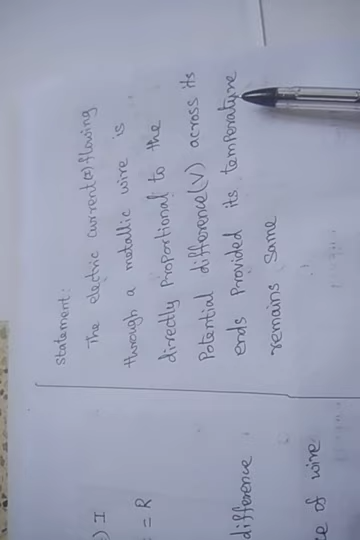 statement:
The electric current(I) flowing
through a metallic wire is
directly proportional to the
Potential difference(V) across its
ends Provided its temperature
remains same
) I
= R
difference
ce of wire